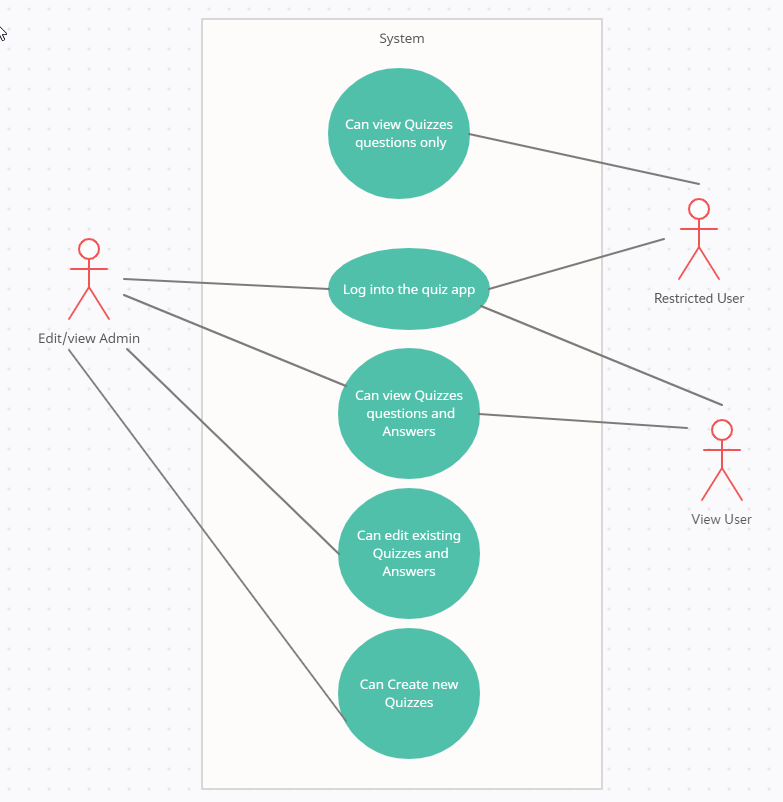 System
Can view Quizzes
questions only
Restricted User
Log into the quiz app
Edit/view Admin
Can view Quizzes
questions and
Answers
View User
Can edit existing
Quizzes and
Answers
Can Create new
Quizzes